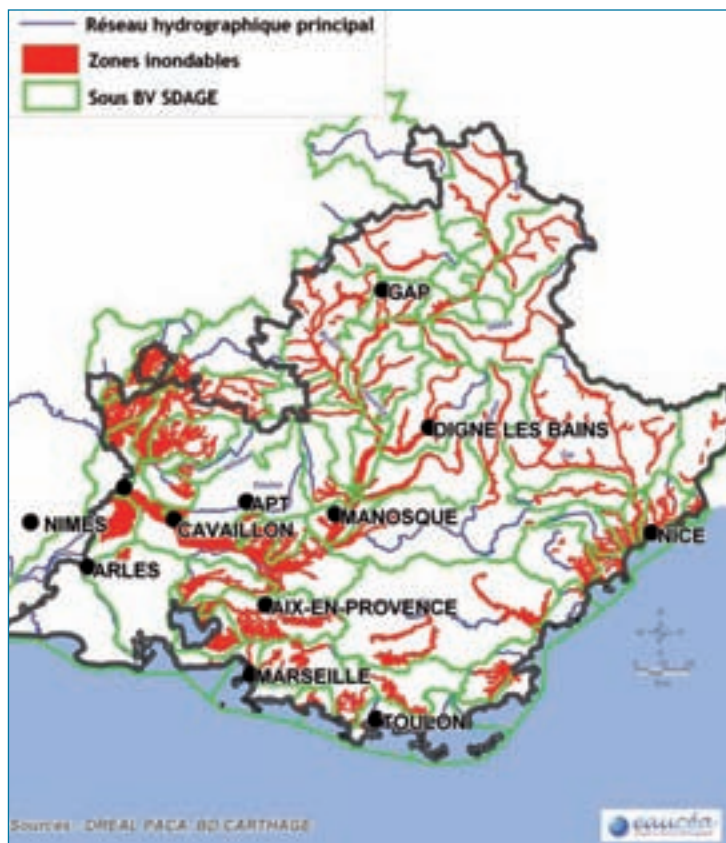 Réseau hydrographique principal
Zones inondables
Sous BV SDAGE
GAP
DIGNE LES BAINS
APT
NIMES
CAVAILLON
MANOSQUE
NICE
ARLES
AIX-EN-PROVENCE
MARSEILLE
TOULON
Sources : DREAL PACA, BD CARTHAGE
eaucéa